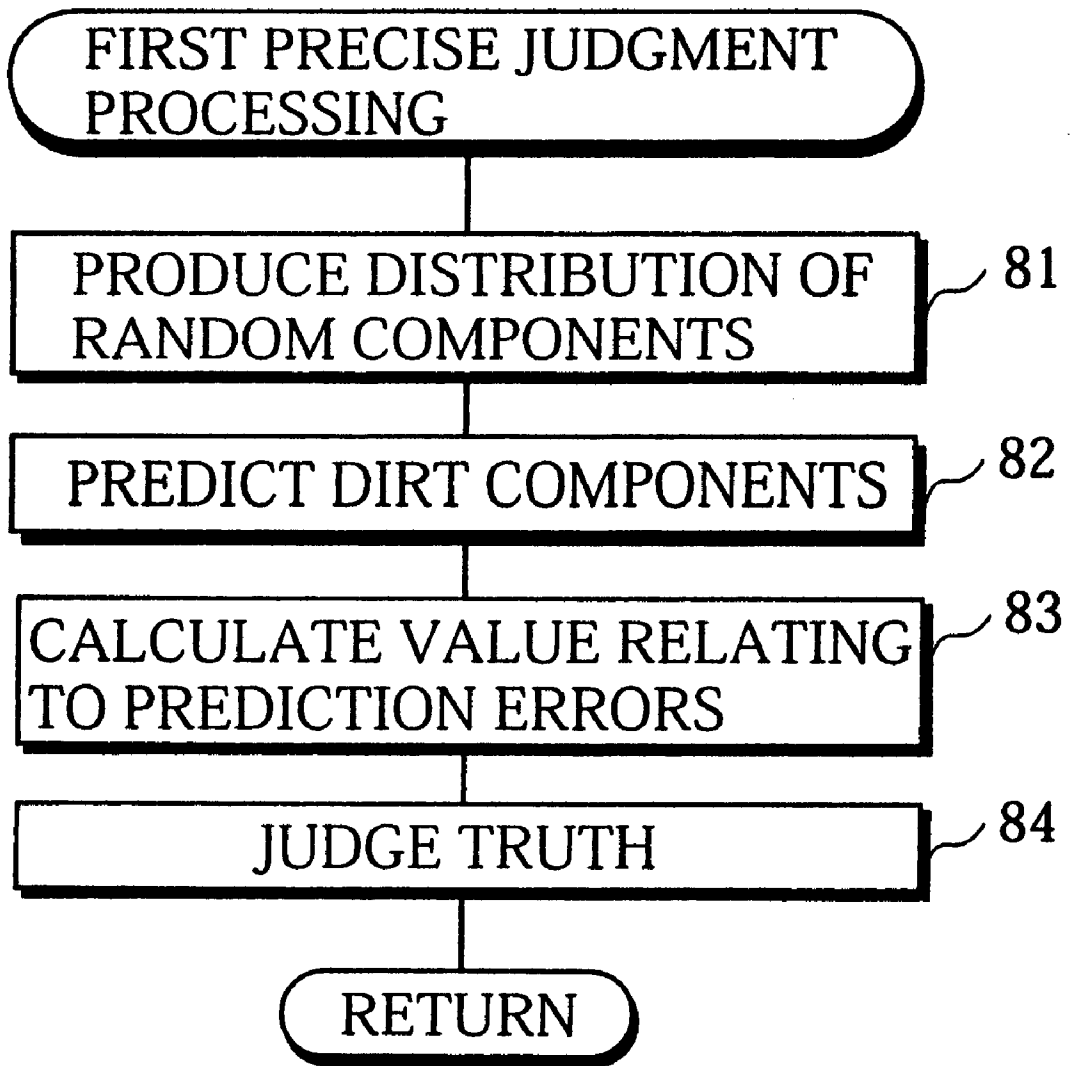 FIRST PRECISE JUDGMENT
PROCESSING
PRODUCE DISTRIBUTION OF
RANDOM COMPONENTS
81
PREDICT DIRT COMPONENTS
82
CALCULATE VALUE RELATING
TO PREDICTION ERRORS
83
JUDGE TRUTH
84
RETURN